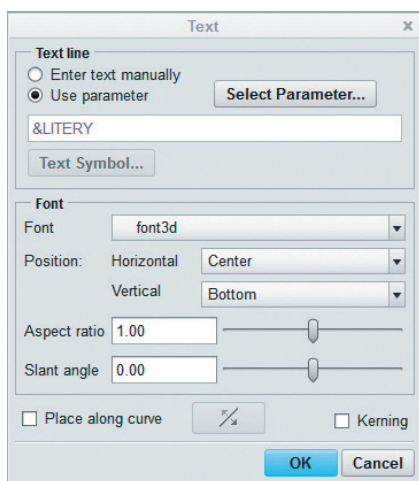 Text
Text line
Enter text manually
Use parameter
Select Parameter...
&LITERY
Text Symbol...
Font
Font font3d
Position: Horizontal Center
Vertical Bottom
Aspect ratio 1.00
Slant angle 0.00
Place along curve Kerning
OK Cancel